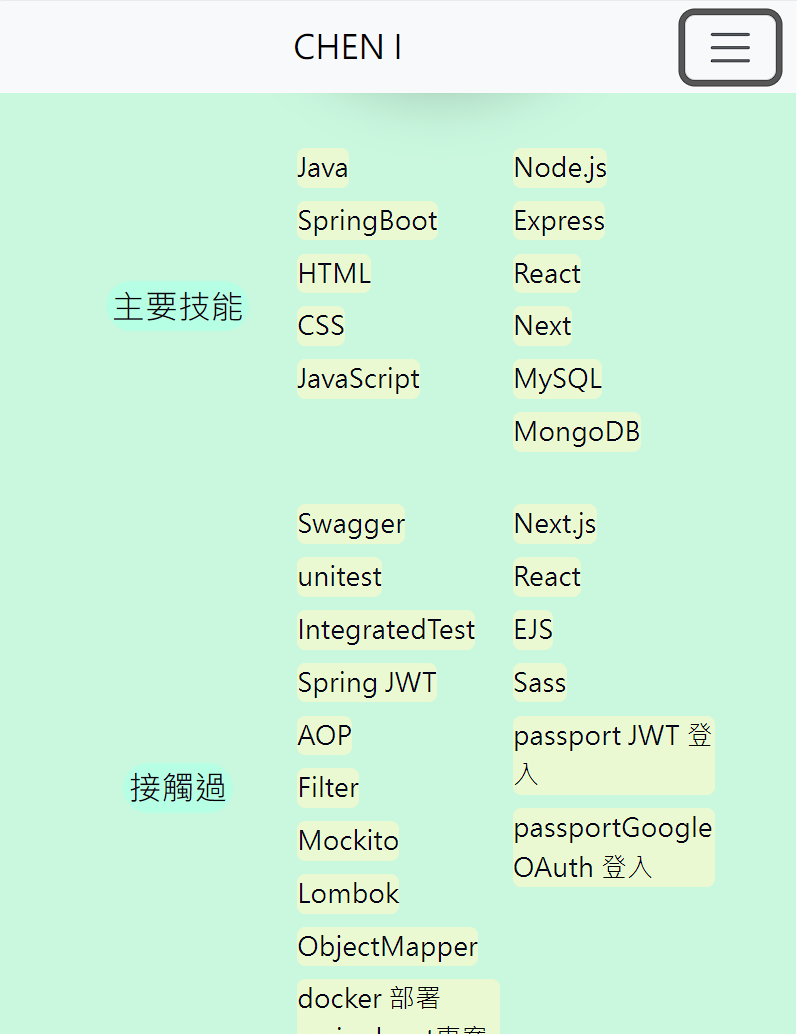 CHEN I
主要技能
Java
SpringBoot
HTML
CSS
JavaScript
Node.js
Express
React
Next
MySQL
MongoDB
接觸過
Swagger
unitest
IntegratedTest
Spring JWT
AOP
Filter
Mockito
Lombok
ObjectMapper
docker 部署
Next.js
React
EJS
Sass
passport JWT 登
入
passportGoogle
OAuth 登入